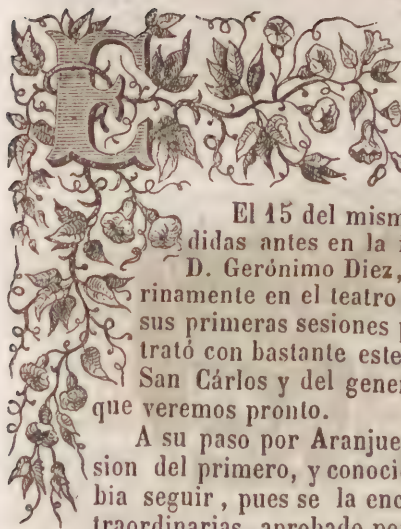 E
El 15 del mism
didas antes en la
D. Gerónimo Diez,
rinamente en el teatro
sus primeras sesiones p
trató con bastante este
San Cárlos y del gene
que veremos pronto.
A su paso por Aranjue
sion del primero, y conoci
bia seguir, pues se la enc
traordinarias, aprobado po